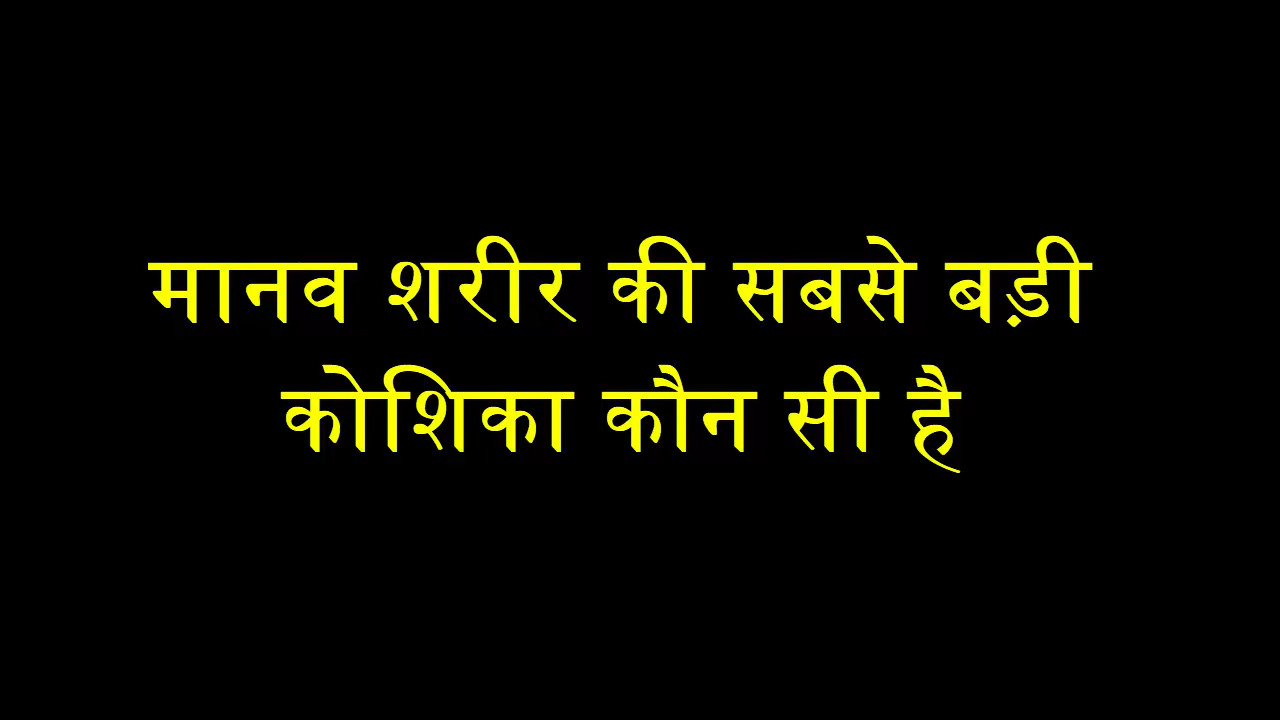 मानव शरीर की सबसे बड़ी
कोशिका कौन सी है